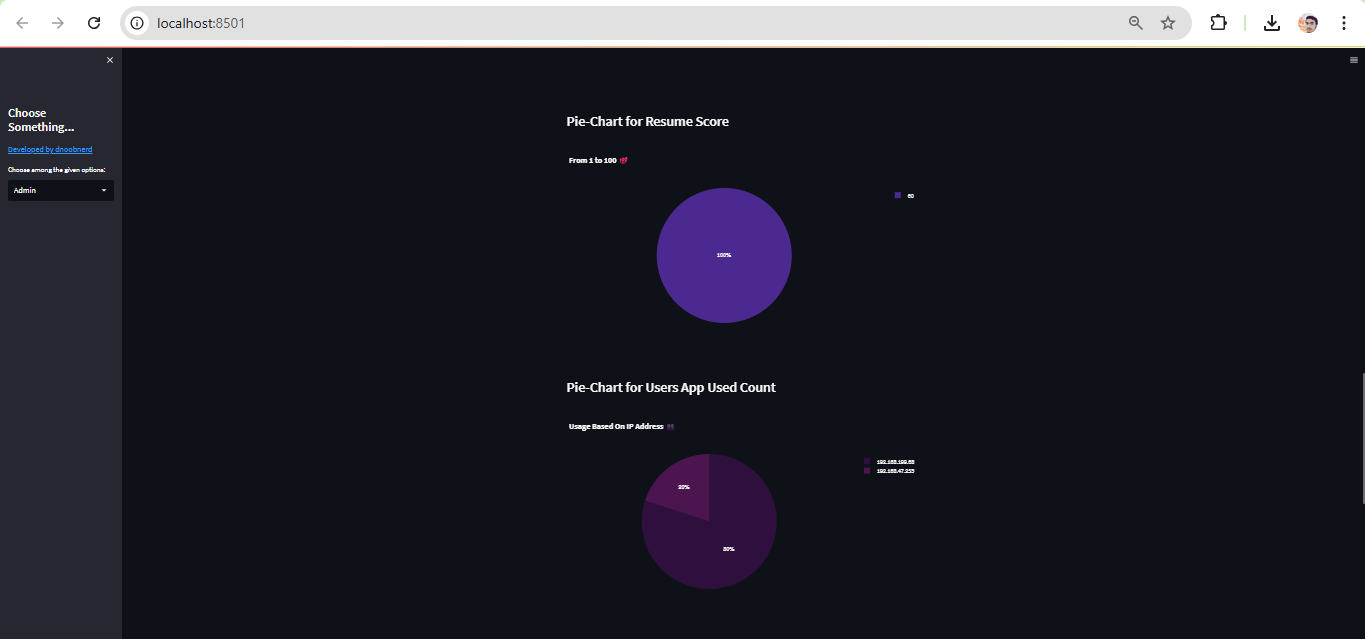 localhost:8501
Choose
Something...
Developed by dnoobnerd
Choose among the given options:
Admin
Pie-Chart for Resume Score
From 1 to 100 💯
60
100%
Pie-Chart for Users App Used Count
Usage Based On IP Address 👥
192.168.199.68
192.168.47.255
20%
80%